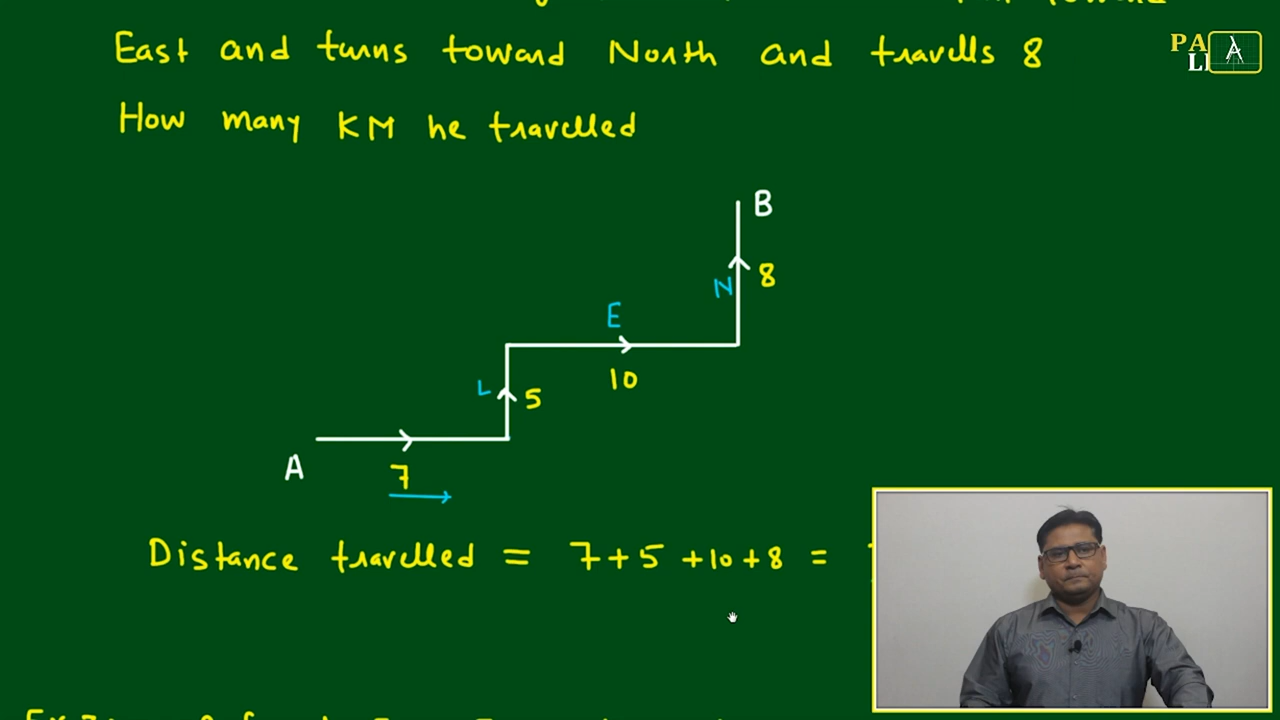 East and turns toward North and travells 8
How many KM he travelled
B
N
8
E
10
L
5
A
7
Distance travelled = 7+5+10+8 =
PA